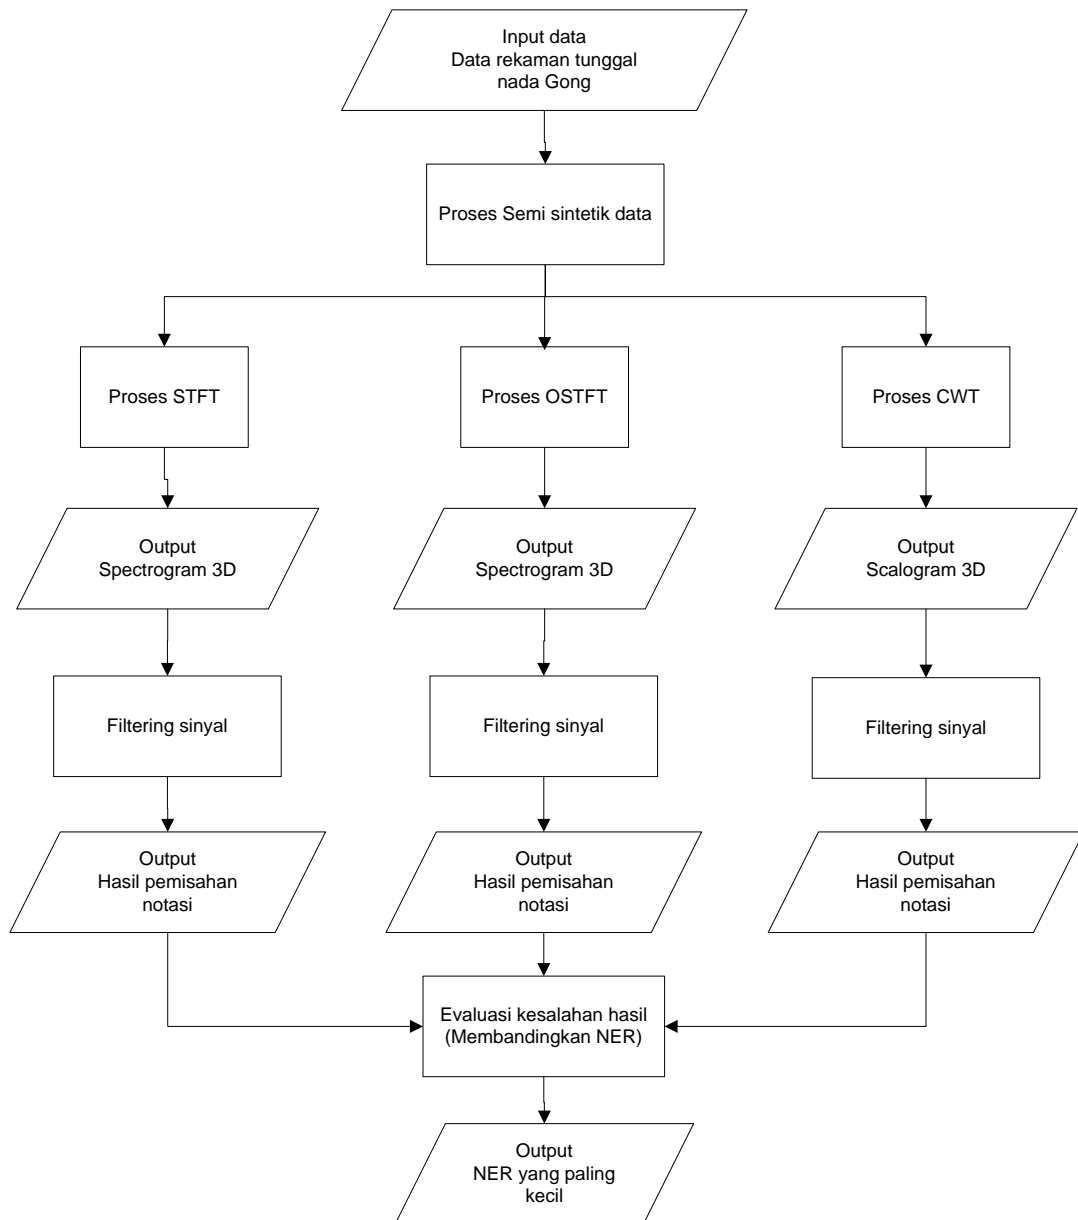 Input data
Data rekaman tunggal
nada Gong
Proses Semi sintetik data
Proses STFT
Proses OSTFT
Proses CWT
Output
Spectrogram 3D
Output
Spectrogram 3D
Output
Scalogram 3D
Filtering sinyal
Filtering sinyal
Filtering sinyal
Output
Hasil pemisahan
notasi
Output
Hasil pemisahan
notasi
Output
Hasil pemisahan
notasi
Evaluasi kesalahan hasil
(Membandingkan NER)
Output
NER yang paling
kecil